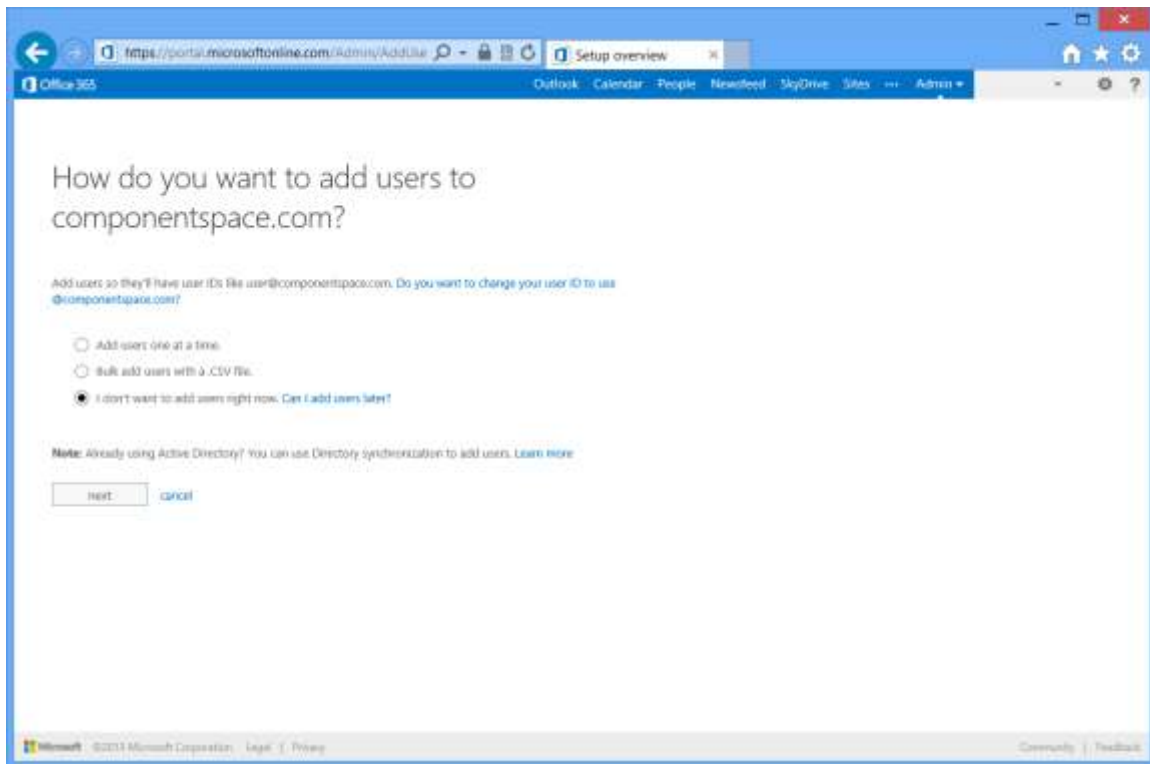 https://portal.microsoftonline.com/Admin/AddUse
Setup overview
Office 365
Outlook Calendar People Newsfeed SkyDrive Sites ··· Admin
How do you want to add users to
componentspace.com?
Add users so they'll have user IDs like user@componentspace.com. Do you want to change your user ID to use
@componentspace.com?
Add users one at a time.
Bulk add users with a .CSV file.
I don't want to add users right now. Can I add users later?
Note: Already using Active Directory? You can use Directory synchronization to add users. Learn more
next cancel
Microsoft ©2013 Microsoft Corporation Legal | Privacy
Community | Feedback